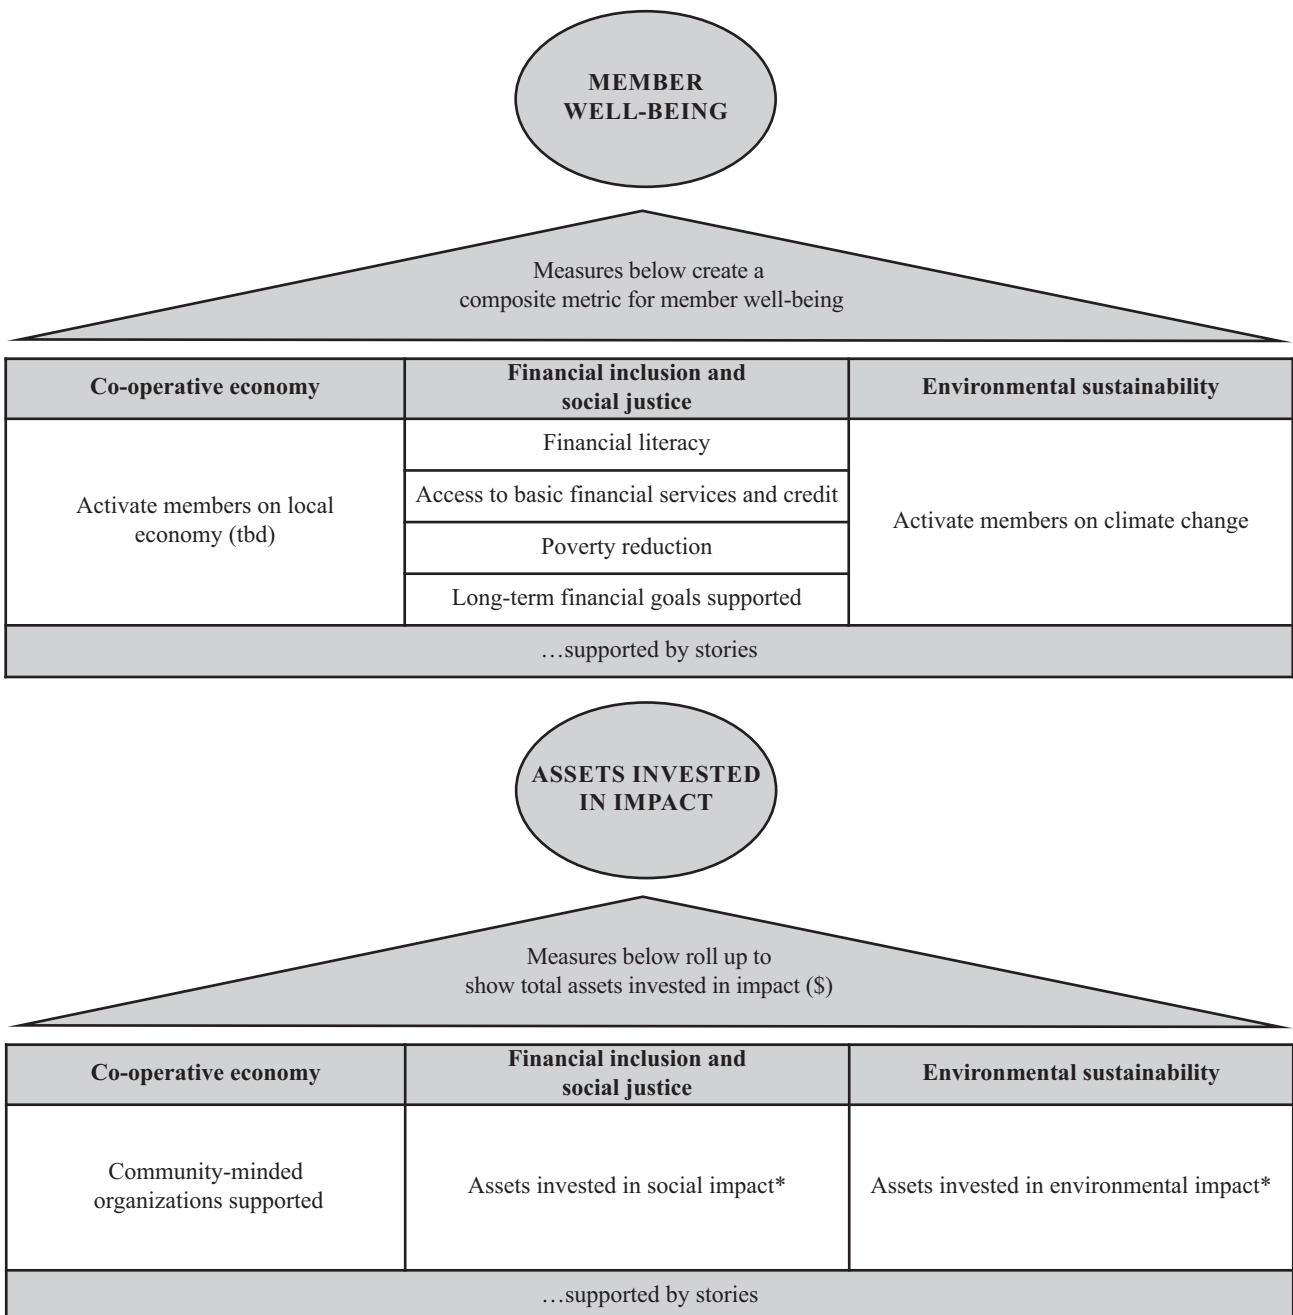 MEMBER
WELL-BEING
Measures below create a
composite metric for member well-being
Co-operative economy
Financial inclusion and
social justice
Environmental sustainability
Activate members on local
economy (tbd)
Financial literacy
Access to basic financial services and credit
Poverty reduction
Long-term financial goals supported
Activate members on climate change
…supported by stories
ASSETS INVESTED
IN IMPACT
Measures below roll up to
show total assets invested in impact ($)
Co-operative economy
Financial inclusion and
social justice
Environmental sustainability
Community-minded
organizations supported
Assets invested in social impact*
Assets invested in environmental impact*
…supported by stories